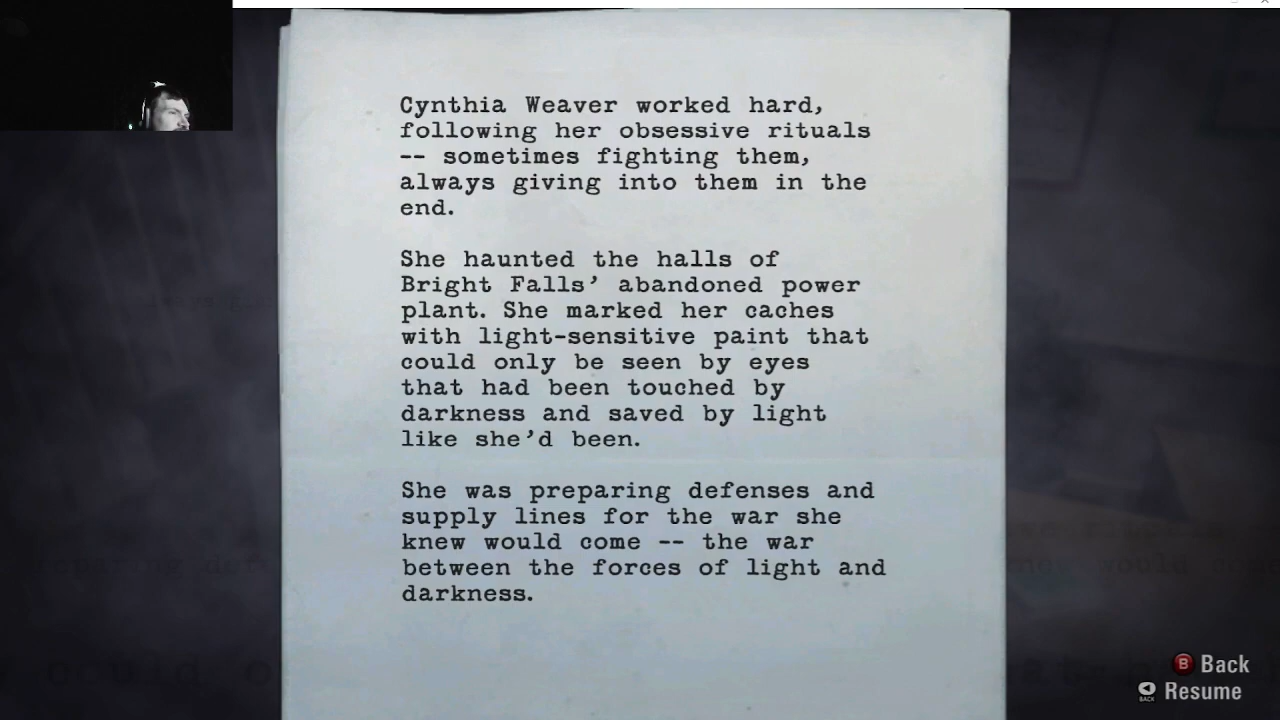 Cynthia Weaver worked hard,
following her obsessive rituals
-- sometimes fighting them,
always giving into them in the
end.
She haunted the halls of
Bright Falls’ abandoned power
plant. She marked her caches
with light-sensitive paint that
could only be seen by eyes
that had been touched by
darkness and saved by light
like she’d been.
She was preparing defenses and
supply lines for the war she
knew would come -- the war
between the forces of light and
darkness.
B Back
BACK Resume